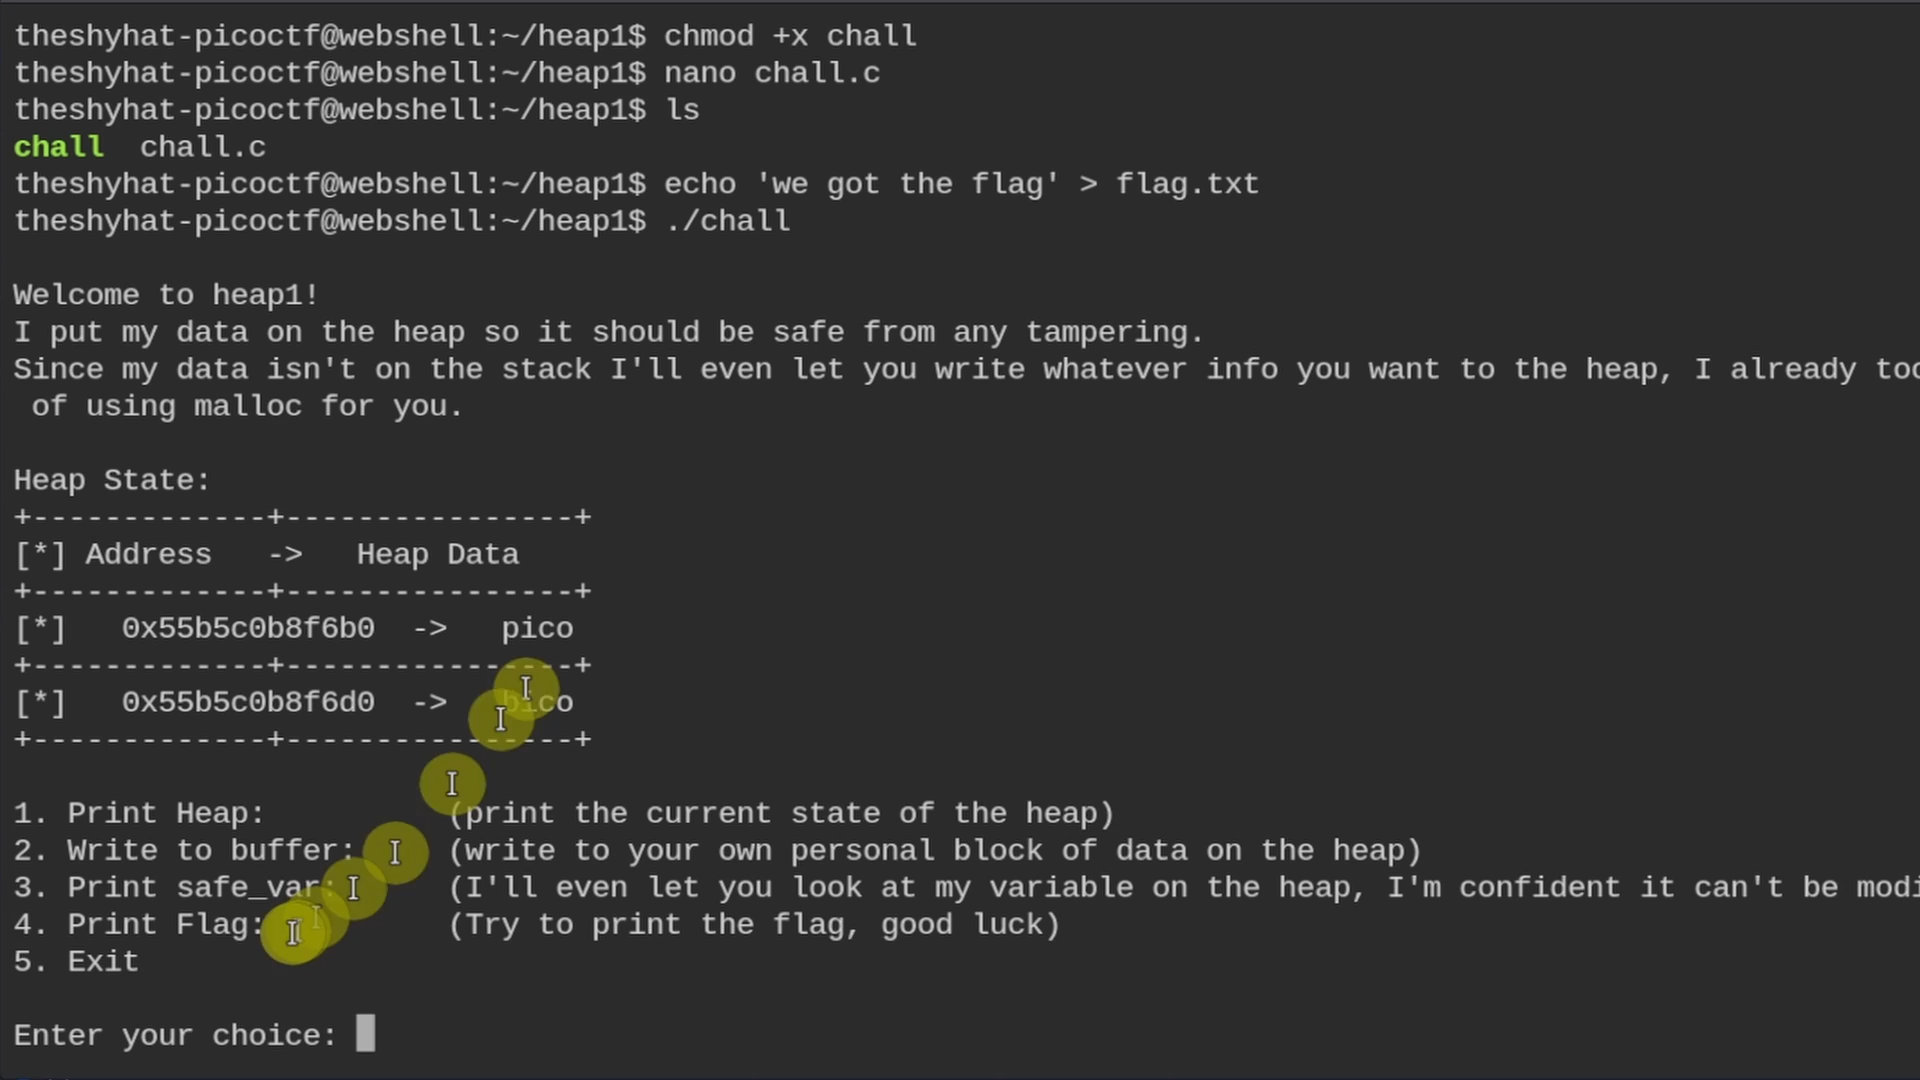 theshyhat-picoctf@webshell:~/heap1$ chmod +x chall
theshyhat-picoctf@webshell:~/heap1$ nano chall.c
theshyhat-picoctf@webshell:~/heap1$ ls
chall  chall.c
theshyhat-picoctf@webshell:~/heap1$ echo 'we got the flag' > flag.txt
theshyhat-picoctf@webshell:~/heap1$ ./chall
Welcome to heap1!
I put my data on the heap so it should be safe from any tampering.
Since my data isn't on the stack I'll even let you write whatever info you want to the heap, I already
of using malloc for you.
Heap State:
+-------------+----------------+
[*] Address   ->   Heap Data
+-------------+----------------+
[*]   0x55b5c0b8f6b0  ->   pico
+-------------+----------------+
[*]   0x55b5c0b8f6d0  ->   bico
+-------------+----------------+
1. Print Heap:          (print the current state of the heap)
2. Write to buffer:     (write to your own personal block of data on the heap)
3. Print safe_var:      (I'll even let you look at my variable on the heap, I'm confident it can't be
4. Print Flag:          (Try to print the flag, good luck)
5. Exit
Enter your choice: